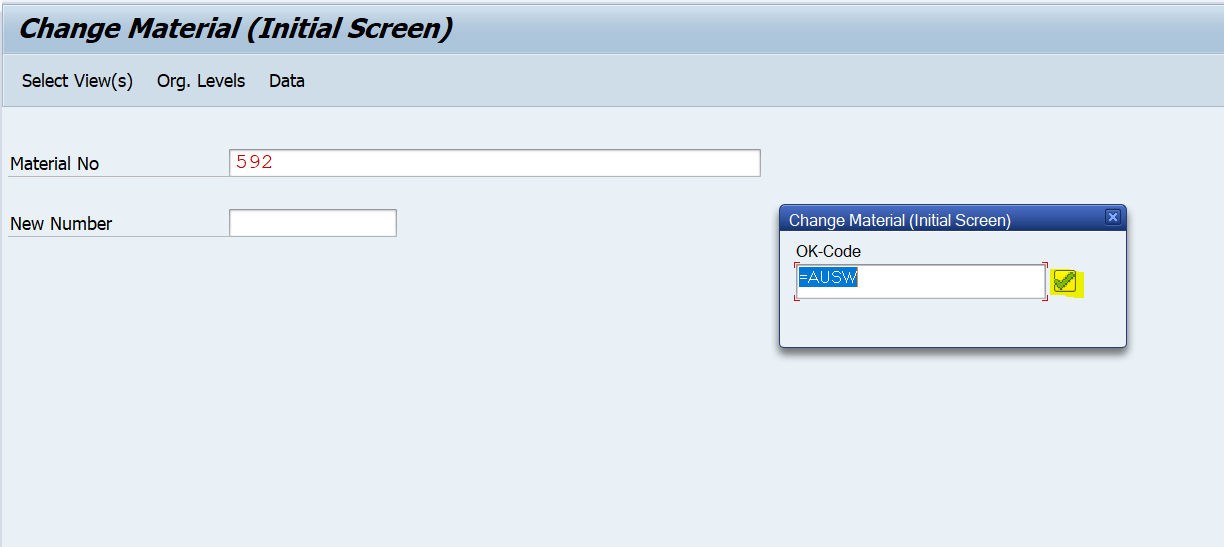 Change Material (Initial Screen)
Select View(s) Org. Levels Data
Material No 592
New Number
Change Material (Initial Screen)
OK-Code
=AUSW